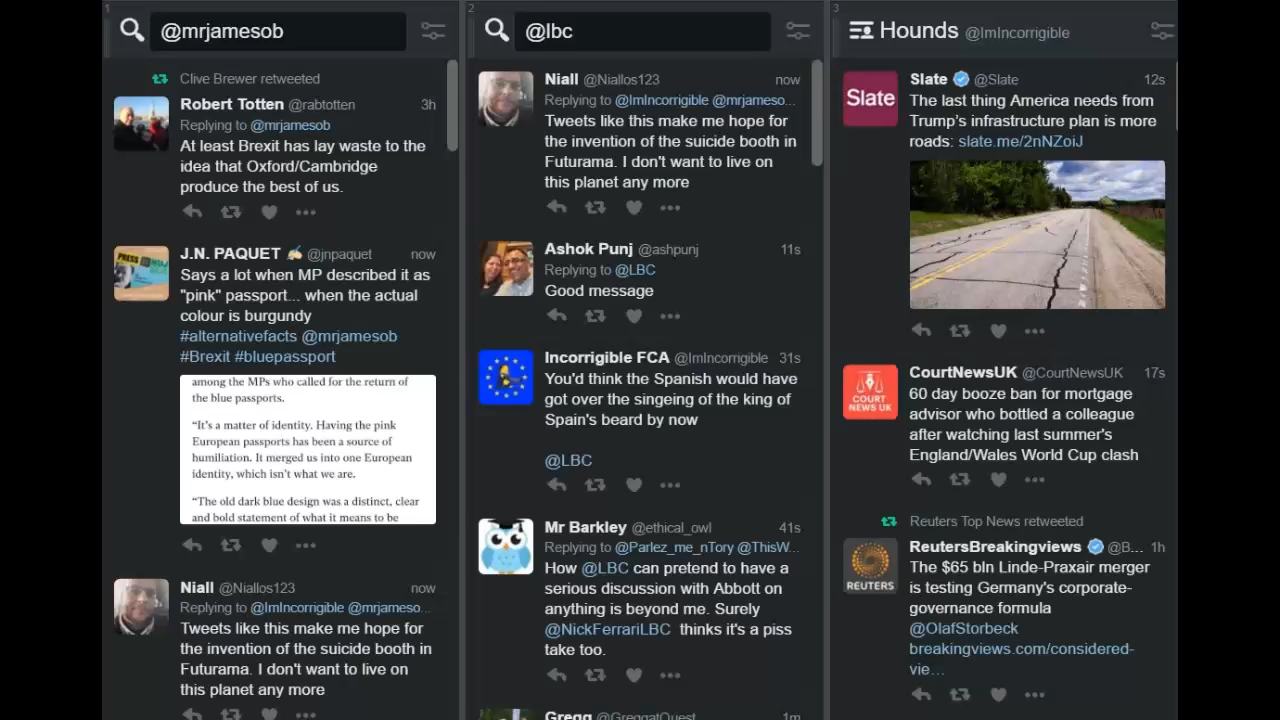 1
@mrjamesob
Clive Brewer retweeted
Robert Totten @rabtotten 3h
Replying to @mrjamesob
At least Brexit has lay waste to the
idea that Oxford/Cambridge
produce the best of us.
J.N. PAQUET ✍ @jnpaquet now
Says a lot when MP described it as
"pink" passport... when the actual
colour is burgundy
#alternativefacts @mrjamesob
#Brexit #bluepassport
among the MPs who called for the return of
the blue passports.
“It’s a matter of identity. Having the pink
European passports has been a source of
humiliation. It merged us into one European
identity, which isn’t what we are.
“The old dark blue design was a distinct, clear
and bold statement of what it means to be
Niall @Niallos123 now
Replying to @ImIncorrigible @mrjameso...
Tweets like this make me hope for
the invention of the suicide booth in
Futurama. I don't want to live on
this planet any more
2
@lbc
Niall @Niallos123 now
Replying to @ImIncorrigible @mrjameso...
Tweets like this make me hope for
the invention of the suicide booth in
Futurama. I don't want to live on
this planet any more
Ashok Punj @ashpunj 11s
Replying to @LBC
Good message
Incorrigible FCA @ImIncorrigible 31s
You'd think the Spanish would have
got over the singeing of the king of
Spain's beard by now
@LBC
Mr Barkley @ethical_owl 41s
Replying to @Parlez_me_nTory @ThisW...
How @LBC can pretend to have a
serious discussion with Abbott on
anything is beyond me. Surely
@NickFerrariLBC thinks it's a piss
take too.
Gregg @GreggatQuest 1m
3
Hounds @ImIncorrigible
Slate
Slate @Slate 12s
The last thing America needs from
Trump’s infrastructure plan is more
roads: slate.me/2nNZoiJ
COURT
NEWS UK
CourtNewsUK @CourtNewsUK 17s
60 day booze ban for mortgage
advisor who bottled a colleague
after watching last summer's
England/Wales World Cup clash
Reuters Top News retweeted
REUTERS
ReutersBreakingviews @B... 1h
The $65 bln Linde-Praxair merger
is testing Germany's corporate-
governance formula
@OlafStorbeck
breakingviews.com/considered-
vie…